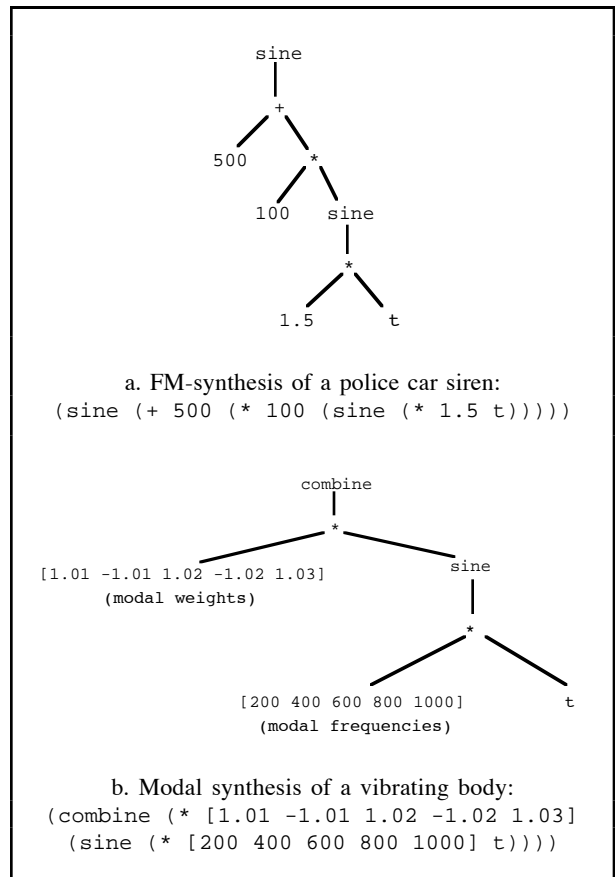 sine
+
500
*
100
sine
*
1.5
t
a. FM-synthesis of a police car siren:
(sine (+ 500 (* 100 (sine (* 1.5 t)))))
combine
*
[1.01 -1.01 1.02 -1.02 1.03]
(modal weights)
sine
*
[200 400 600 800 1000]
(modal frequencies)
t
b. Modal synthesis of a vibrating body:
(combine (* [1.01 -1.01 1.02 -1.02 1.03]
(sine (* [200 400 600 800 1000] t))))